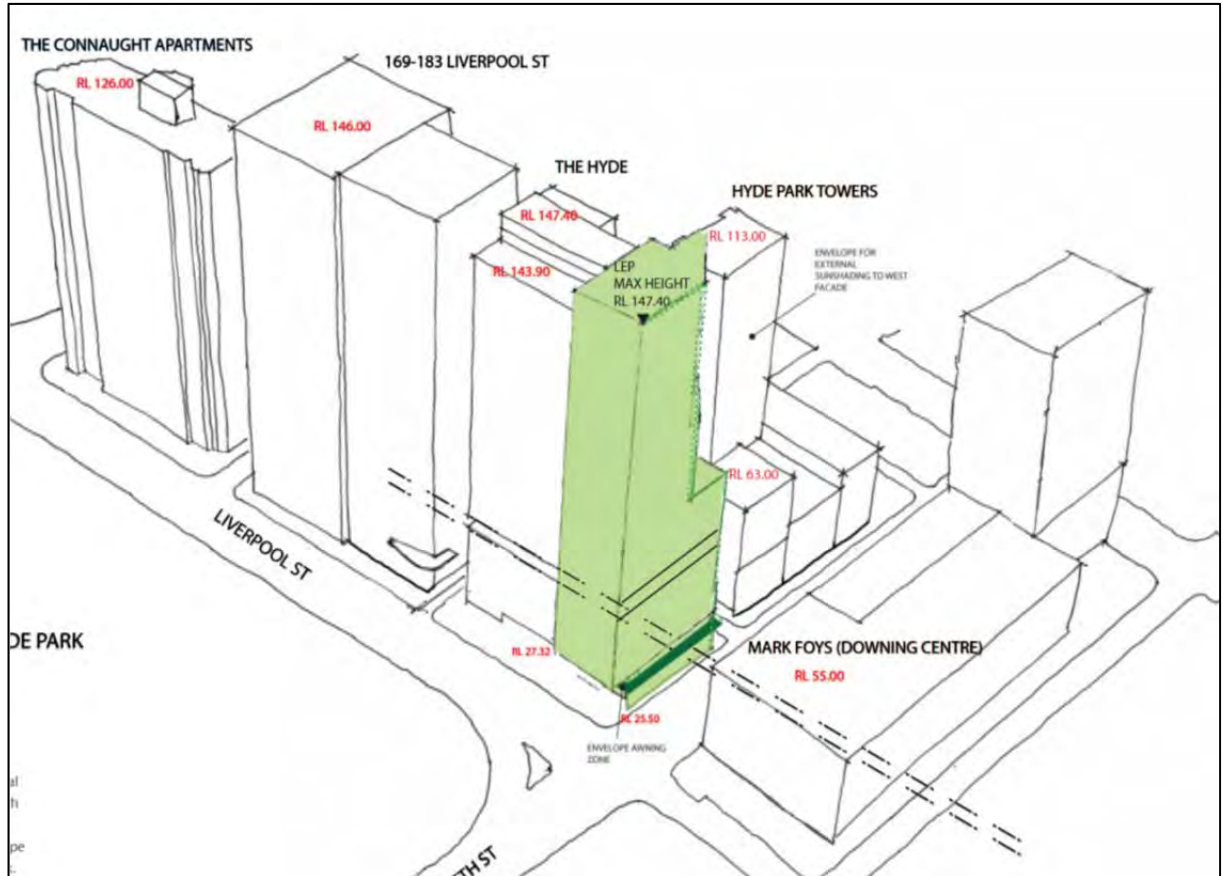 THE CONNAUGHT APARTMENTS
RL 126.00
169-183 LIVERPOOL ST
RL 146.00
THE HYDE
RL 147.40
RL 143.90
HYDE PARK TOWERS
RL 113.00
ENVELOPE FOR
EXTERNAL
SUNSHADING TO WEST
FACADE
LEP
MAX HEIGHT
RL 147.40
RL 63.00
LIVERPOOL ST
DE PARK
RL 27.32
MARK FOYS (DOWNING CENTRE)
RL 55.00
RL 25.50
ENVELOPE AWNING
ZONE
al
h
pe
TH ST